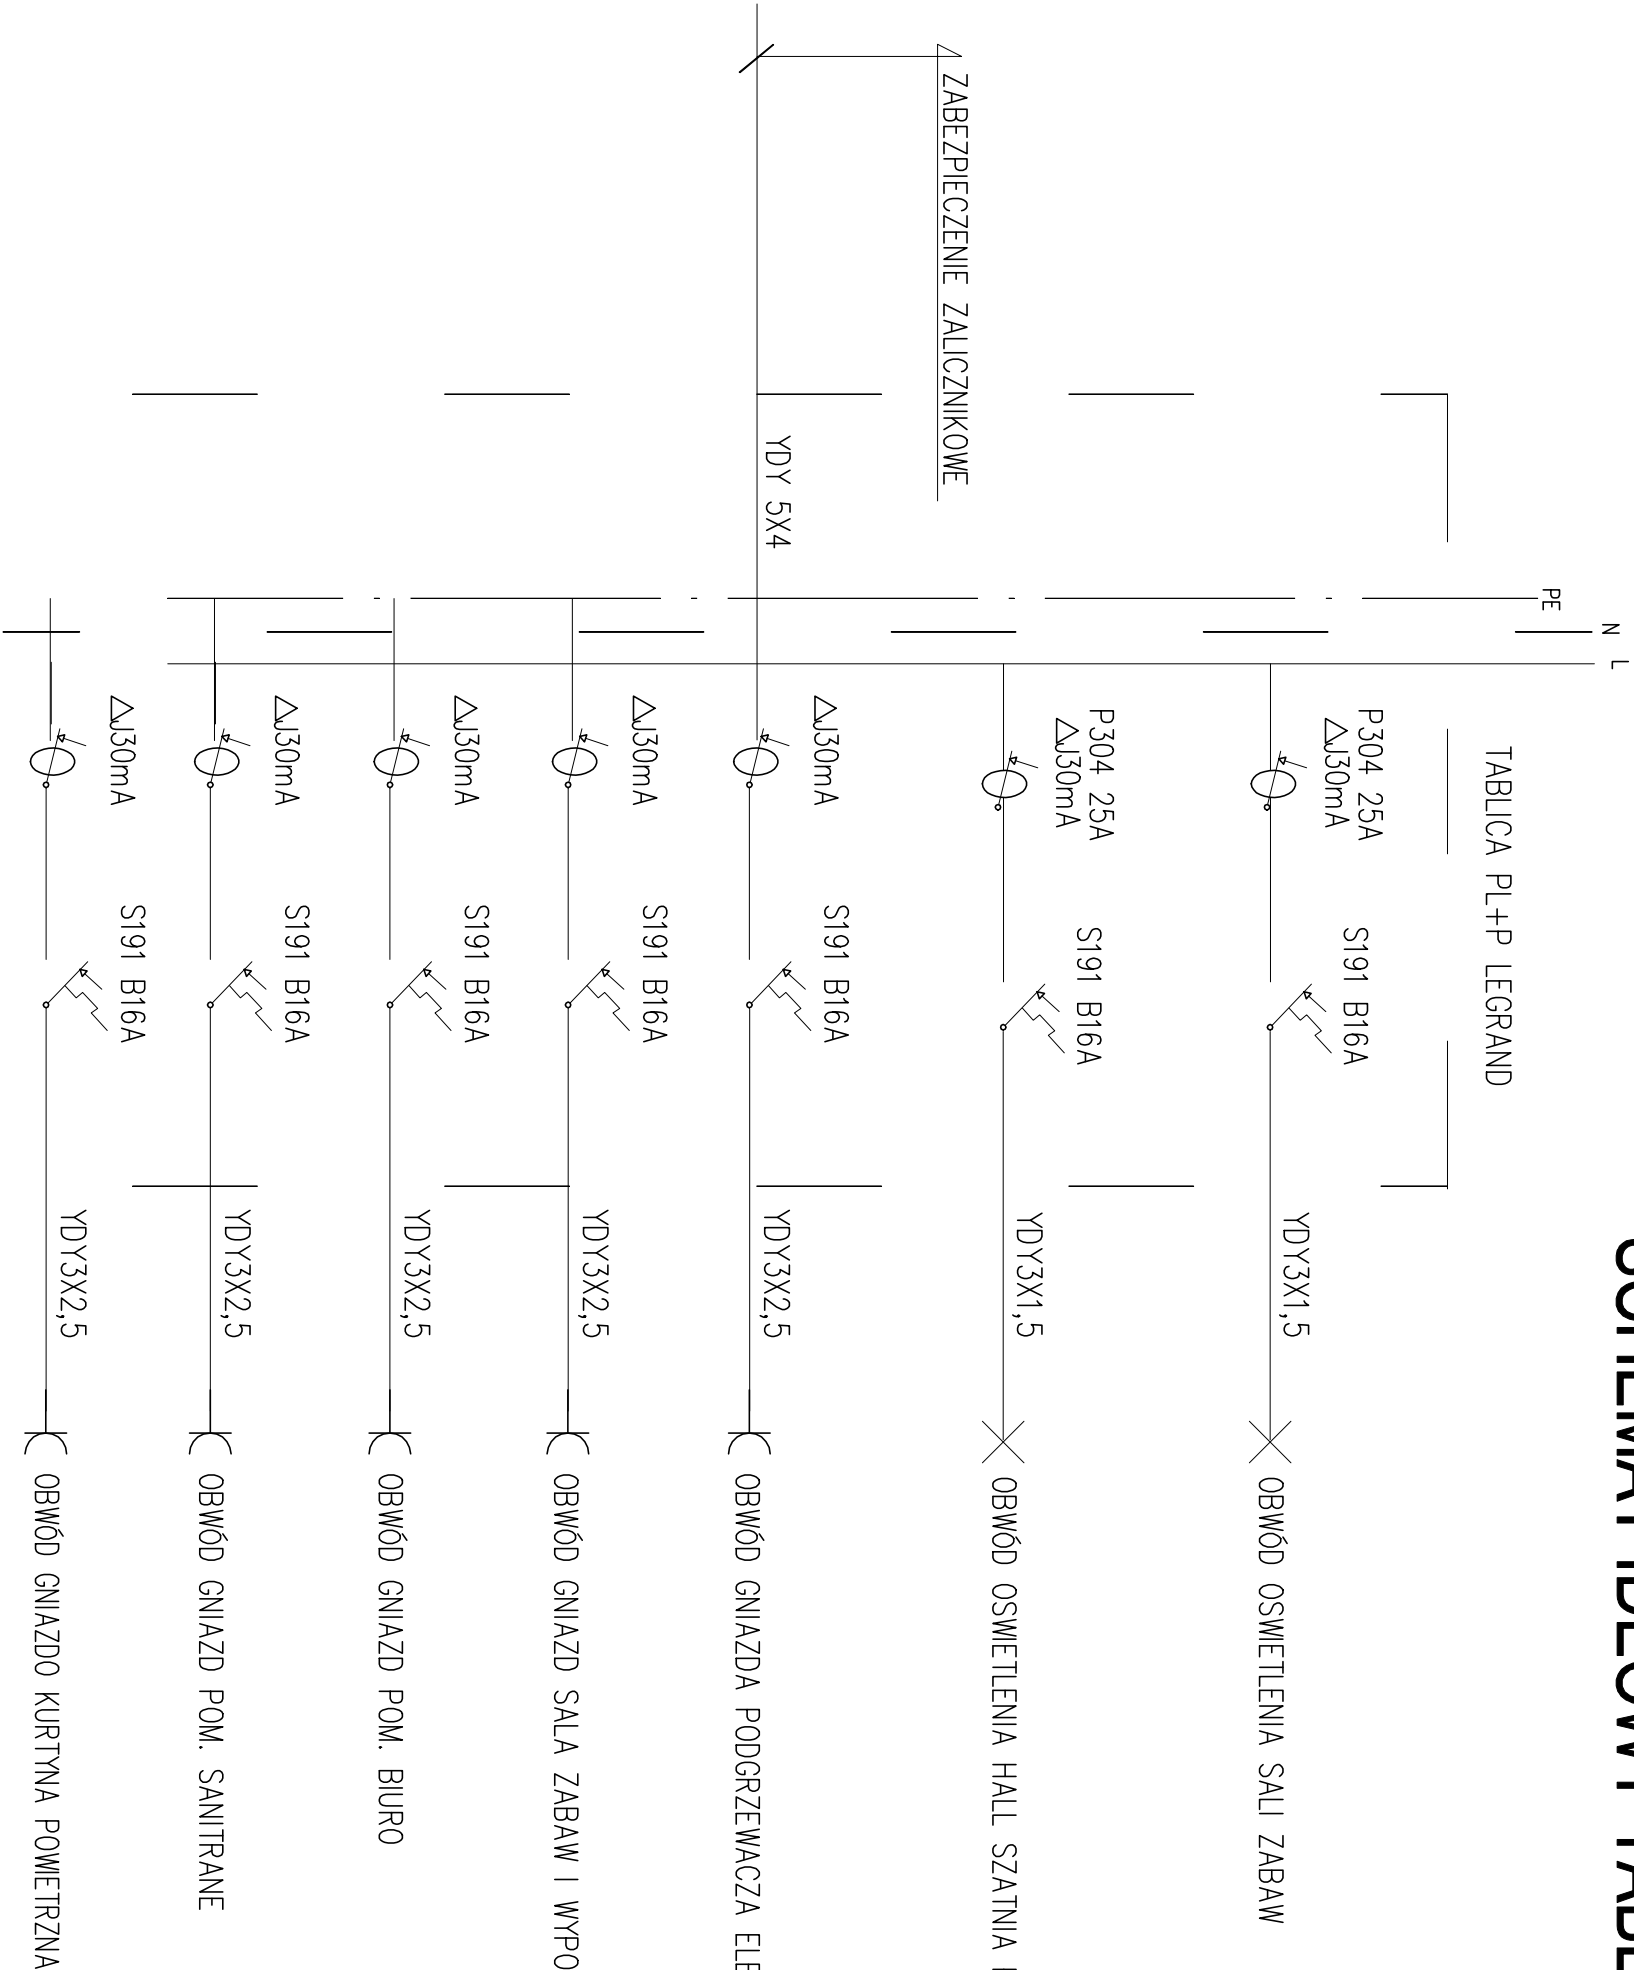 SCHEMAT IDEOWY
L
N
PE
TABLICA PL+P LEGRAND
P304 25A
ΔJ30mA
S191 B16A
YDY3X1,5
OBWÓD OSWIETLENIA SALI ZABAW
P304 25A
ΔJ30mA
S191 B16A
YDY3X1,5
OBWÓD OSWIETLENIA HALL SZATNIA
ZABEZPIECZENIE ZALICZNIKOWE
YDY 5X4
ΔJ30mA
S191 B16A
YDY3X2,5
OBWÓD GNIAZDA PODGRZEWACZA ELE
ΔJ30mA
S191 B16A
YDY3X2,5
OBWÓD GNIAZD SALA ZABAW I WYPO
ΔJ30mA
S191 B16A
YDY3X2,5
OBWÓD GNIAZD POM. BIURO
ΔJ30mA
S191 B16A
YDY3X2,5
OBWÓD GNIAZD POM. SANITRANE
ΔJ30mA
S191 B16A
YDY3X2,5
OBWÓD GNIAZDO KURTYNA POWIETRZNA